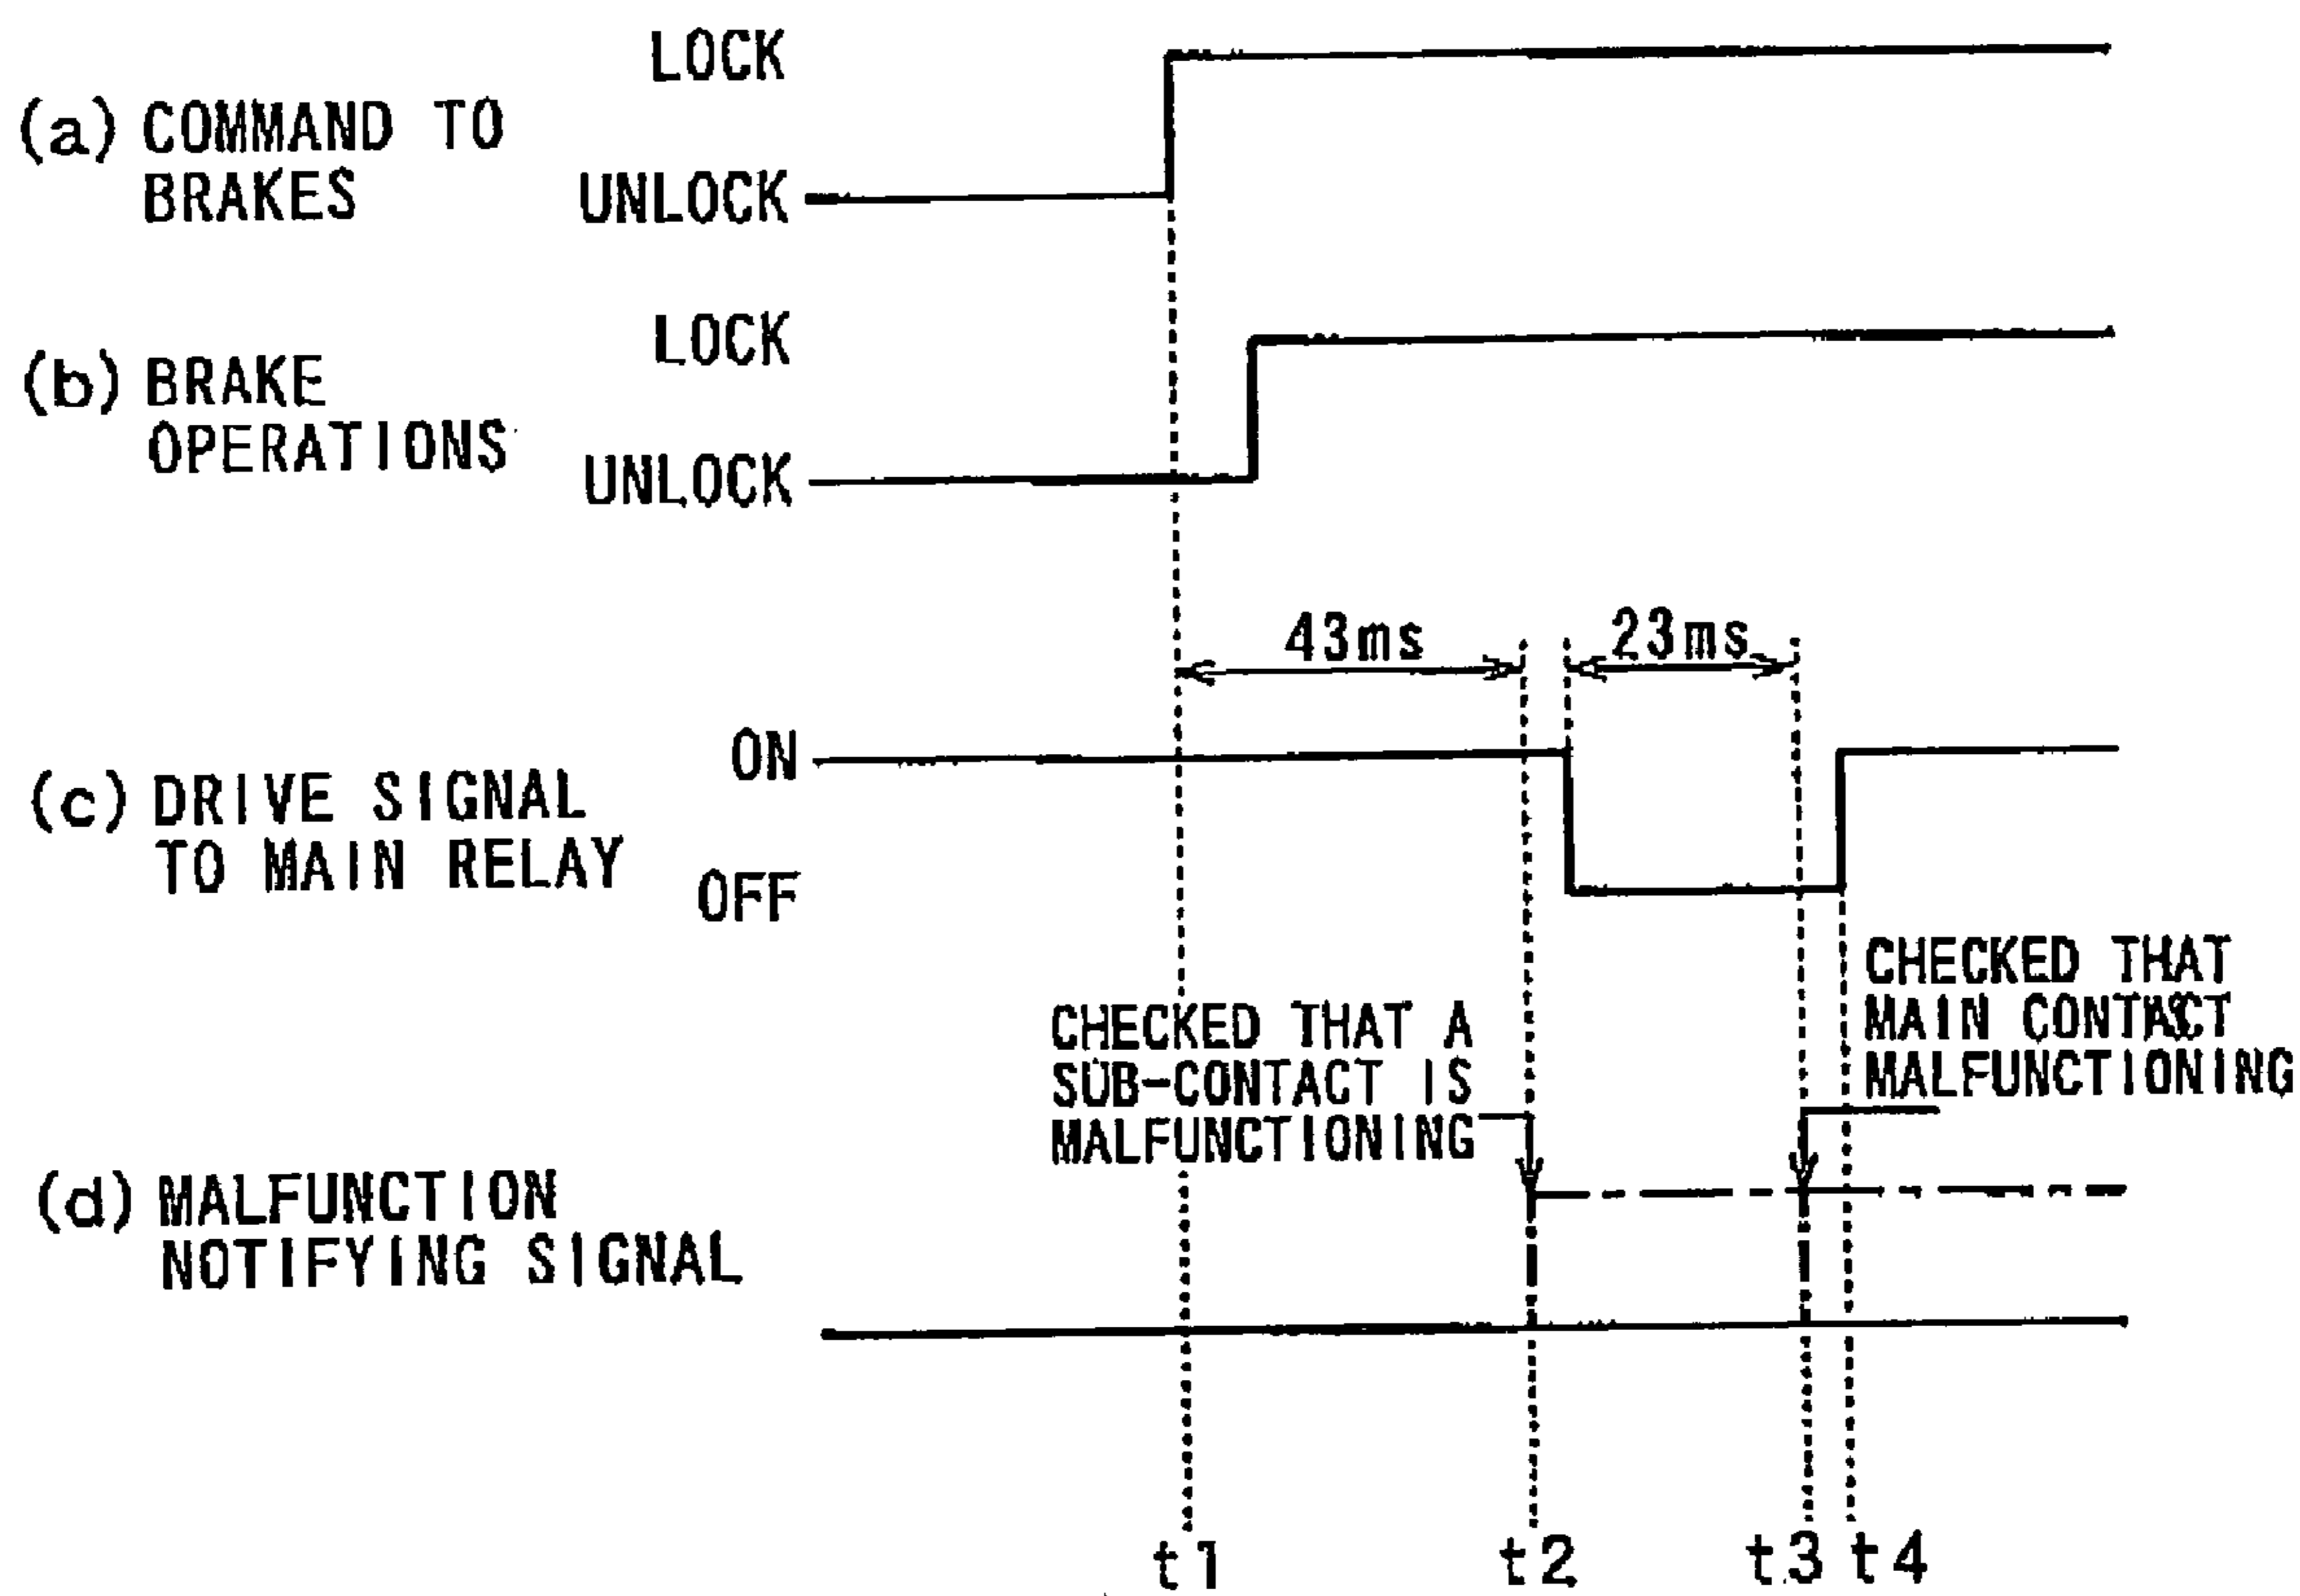 LOCK
(a) COMMAND TO
BRAKES
UNLOCK
LOCK
(b) BRAKE
OPERATIONS
UNLOCK
43ms
23ms
ON
(c) DRIVE SIGNAL
TO MAIN RELAY
OFF
CHECKED THAT A
SUB-CONTACT IS
MALFUNCTIONING
CHECKED THAT
MAIN CONTACT
MALFUNCTIONING
(d) MALFUNCTION
NOTIFYING SIGNAL
t1
t2
t3
t4